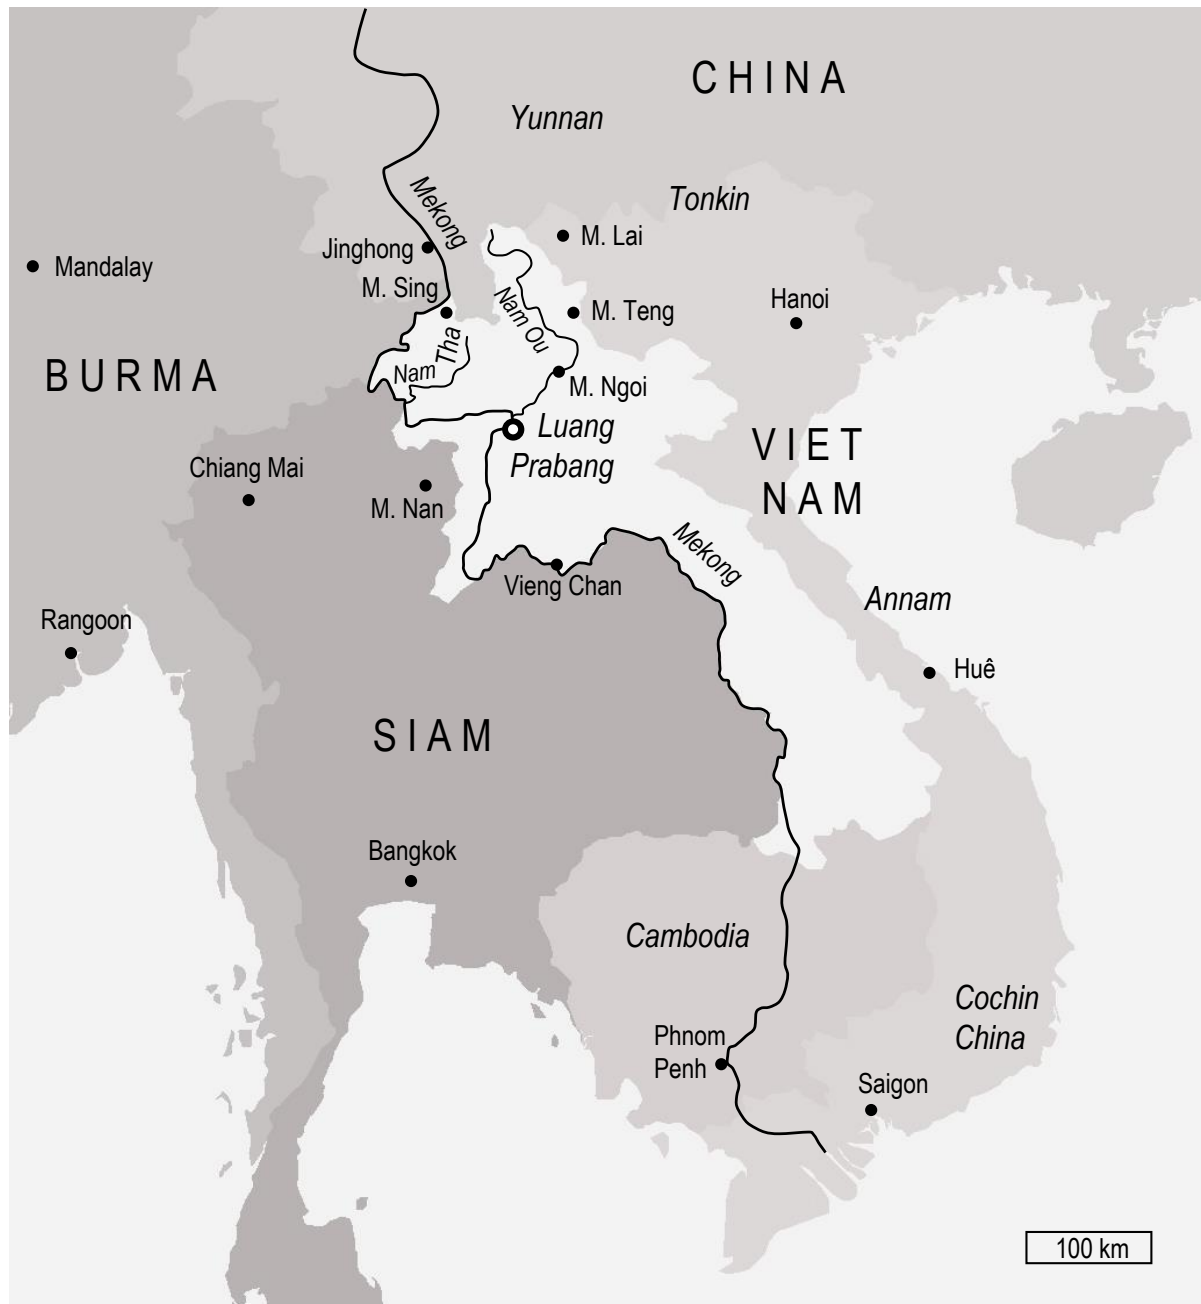 CHINA
Yunnan
Tonkin
Mekong
M. Lai
Jinghong
Mandalay
M. Sing
Nam Ou
Hanoi
M. Teng
Nam Tha
BURMA
M. Ngoi
Luang
Prabang
VIET
NAM
Chiang Mai
M. Nan
Mekong
Vieng Chan
Annam
Rangoon
Huê
SIAM
Bangkok
Cambodia
Cochin
China
Phnom
Penh
Saigon
100 km